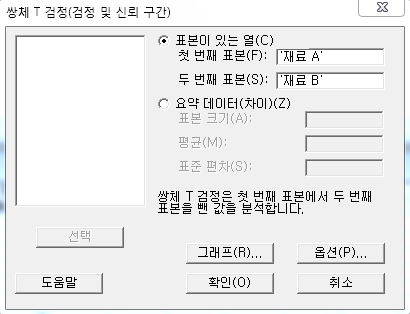 쌍체 T 검정(검정 및 신뢰 구간)
표본이 있는 열(C)
첫 번째 표본(F): '재료 A'
두 번째 표본(S): '재료 B'
요약 데이터(차이)(Z)
표본 크기(A):
평균(M):
표준 편차(S):
쌍체 T 검정은 첫 번째 표본에서 두 번째
표본을 뺀 값을 분석합니다.
선택
그래프(R)... 옵션(P)...
도움말 확인(O) 취소